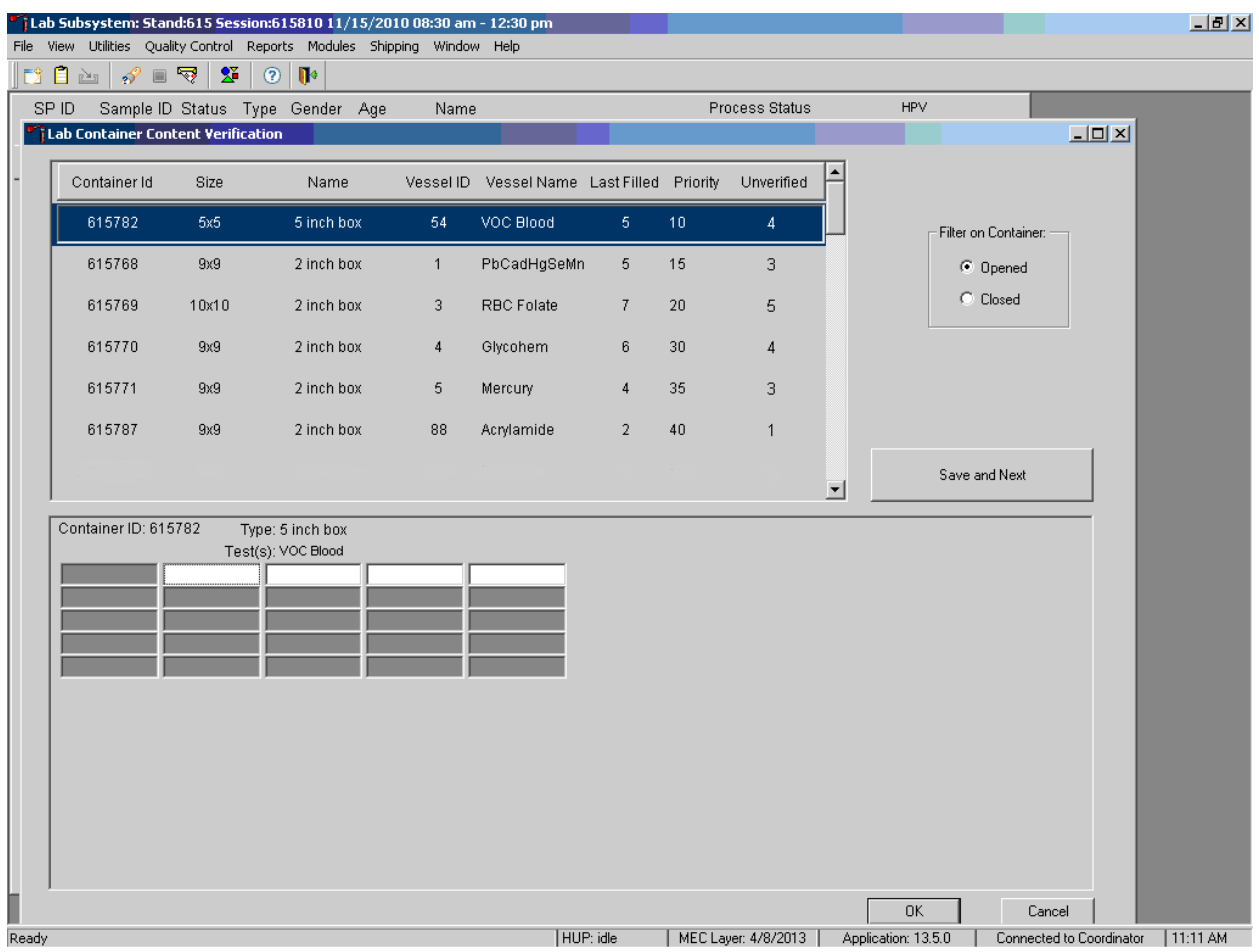 Lab Subsystem: Stand:615 Session:615810 11/15/2010 08:30 am - 12:30 pm
File View Utilities Quality Control Reports Modules Shipping Window Help
SP ID Sample ID Status Type Gender Age Name Process Status HPV
Lab Container Content Verification
Container Id Size Name Vessel ID Vessel Name Last Filled Priority Unverified
615782 5x5 5 inch box 54 VOC Blood 5 10 4
615768 9x9 2 inch box 1 PbCadHgSeMn 5 15 3
615769 10x10 2 inch box 3 RBC Folate 7 20 5
615770 9x9 2 inch box 4 Glycohem 6 30 4
615771 9x9 2 inch box 5 Mercury 4 35 3
615787 9x9 2 inch box 88 Acrylamide 2 40 1
Filter on Container:
Opened
Closed
Save and Next
Container ID: 615782 Type: 5 inch box
Test(s): VOC Blood
OK Cancel
Ready HUP: idle MEC Layer: 4/8/2013 Application: 13.5.0 Connected to Coordinator 11:11 AM